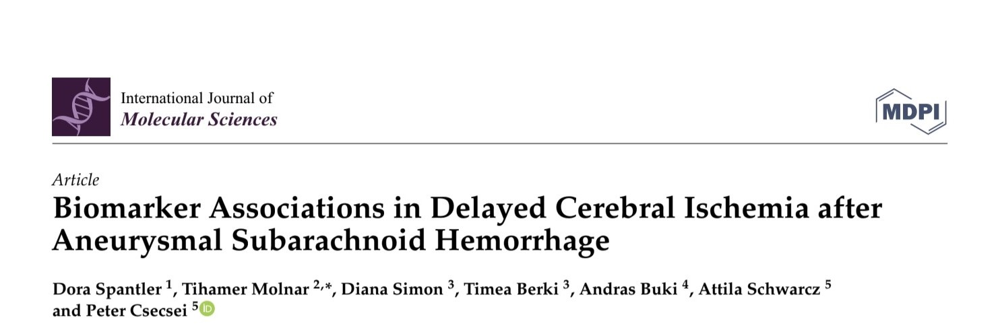 International Journal of
Molecular Sciences
MDPI
Article
Biomarker Associations in Delayed Cerebral Ischemia after
Aneurysmal Subarachnoid Hemorrhage
Dora Spantler 1, Tihamer Molnar 2,*, Diana Simon 3, Timea Berki 3, Andras Buki 4, Attila Schwarcz 5
and Peter Csecsei 5 iD